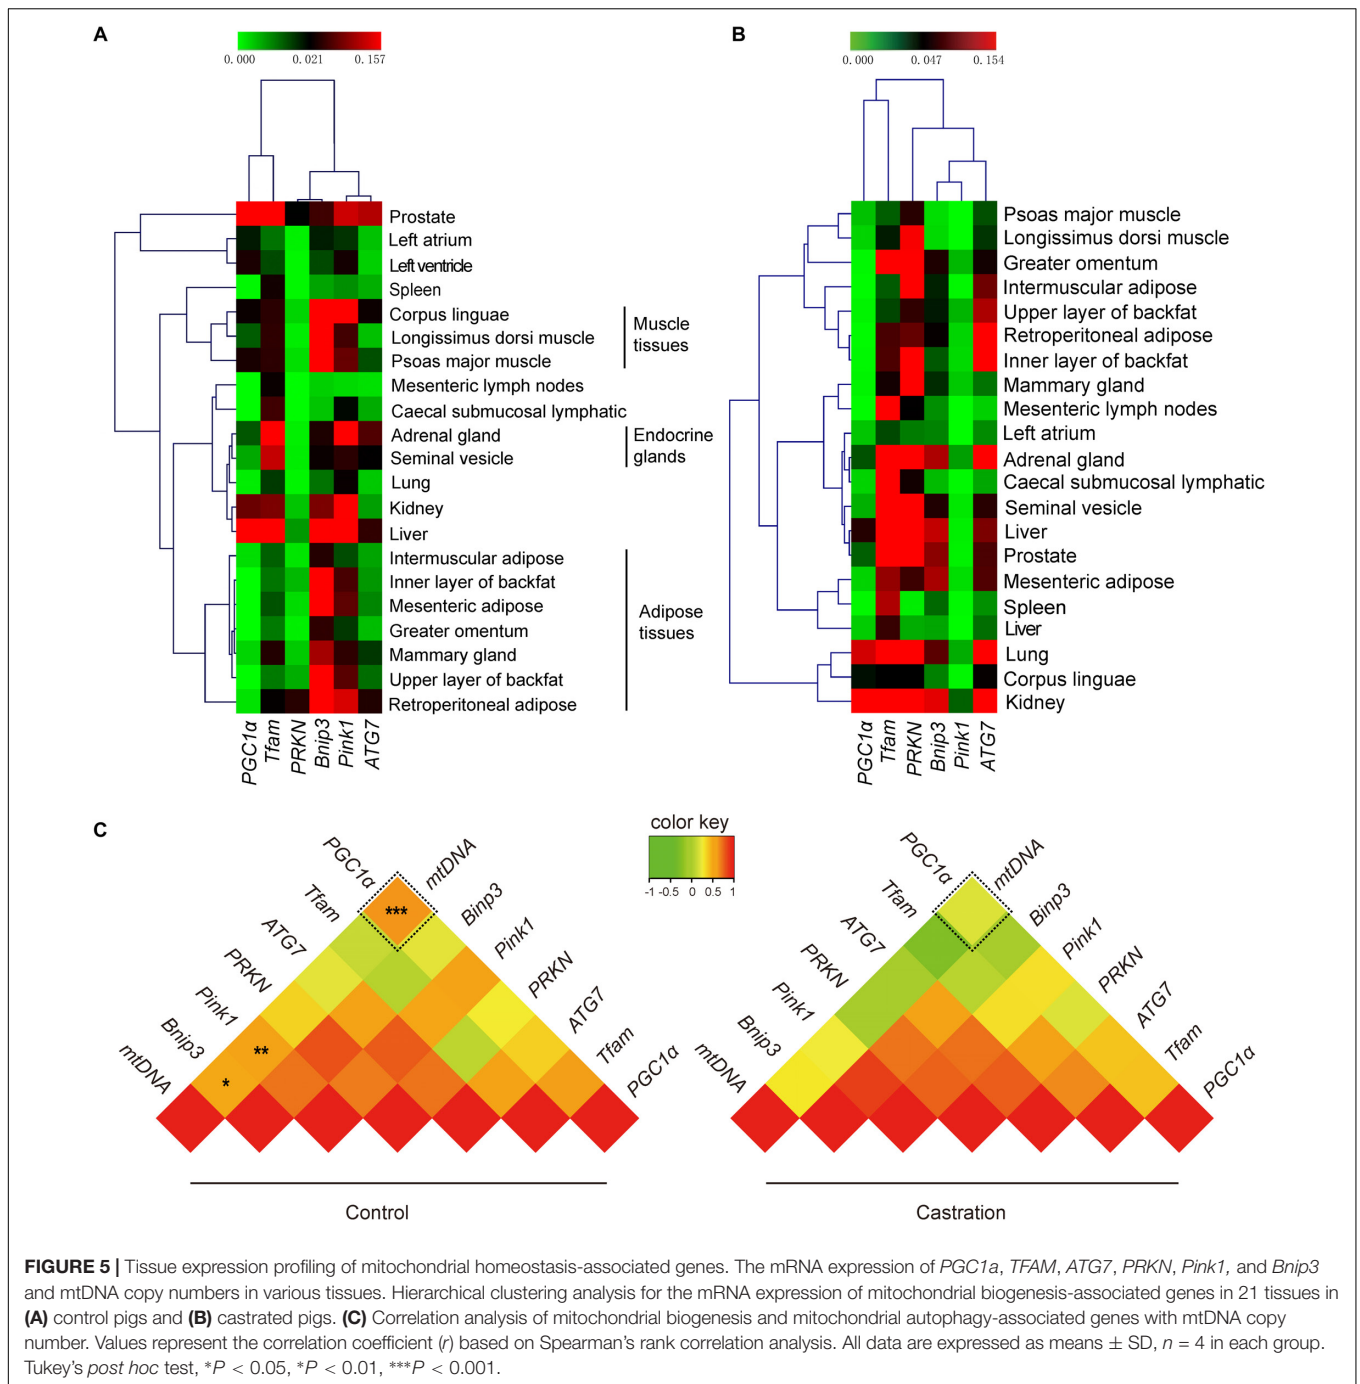 A
0.000 0.021 0.157
Prostate
Left atrium
Left ventricle
Spleen
Corpus linguae
Longissimus dorsi muscle
Psoas major muscle
Mesenteric lymph nodes
Caecal submucosal lymphatic
Adrenal gland
Seminal vesicle
Lung
Kidney
Liver
Intermuscular adipose
Inner layer of backfat
Mesenteric adipose
Greater omentum
Mammary gland
Upper layer of backfat
Retroperitoneal adipose
Muscle
tissues
Endocrine
glands
Adipose
tissues
PGC1α
Tfam
PRKN
Bnip3
Pink1
ATG7
B
0.000 0.047 0.154
Psoas major muscle
Longissimus dorsi muscle
Greater omentum
Intermuscular adipose
Upper layer of backfat
Retroperitoneal adipose
Inner layer of backfat
Mammary gland
Mesenteric lymph nodes
Left atrium
Adrenal gland
Caecal submucosal lymphatic
Seminal vesicle
Liver
Prostate
Mesenteric adipose
Spleen
Liver
Lung
Corpus linguae
Kidney
PGC1α
Tfam
PRKN
Bnip3
Pink1
ATG7
C
color key
-1 -0.5 0 0.5 1
PGC1α
Tfam
ATG7
PRKN
Pink1
Bnip3
mtDNA
mtDNA
Binp3
Pink1
PRKN
ATG7
Tfam
PGC1α
***
**
*
Control
PGC1α
Tfam
ATG7
PRKN
Pink1
Bnip3
mtDNA
mtDNA
Bnip3
Pink1
PRKN
ATG7
Tfam
PGC1α
Castration
FIGURE 5 | Tissue expression profiling of mitochondrial homeostasis-associated genes. The mRNA expression of PGC1a, TFAM, ATG7, PRKN, Pink1, and Bnip3
and mtDNA copy numbers in various tissues. Hierarchical clustering analysis for the mRNA expression of mitochondrial biogenesis-associated genes in 21 tissues in
(A) control pigs and (B) castrated pigs. (C) Correlation analysis of mitochondrial biogenesis and mitochondrial autophagy-associated genes with mtDNA copy
number. Values represent the correlation coefficient (r) based on Spearman's rank correlation analysis. All data are expressed as means ± SD, n = 4 in each group.
Tukey's post hoc test, *P < 0.05, *P < 0.01, ***P < 0.001.